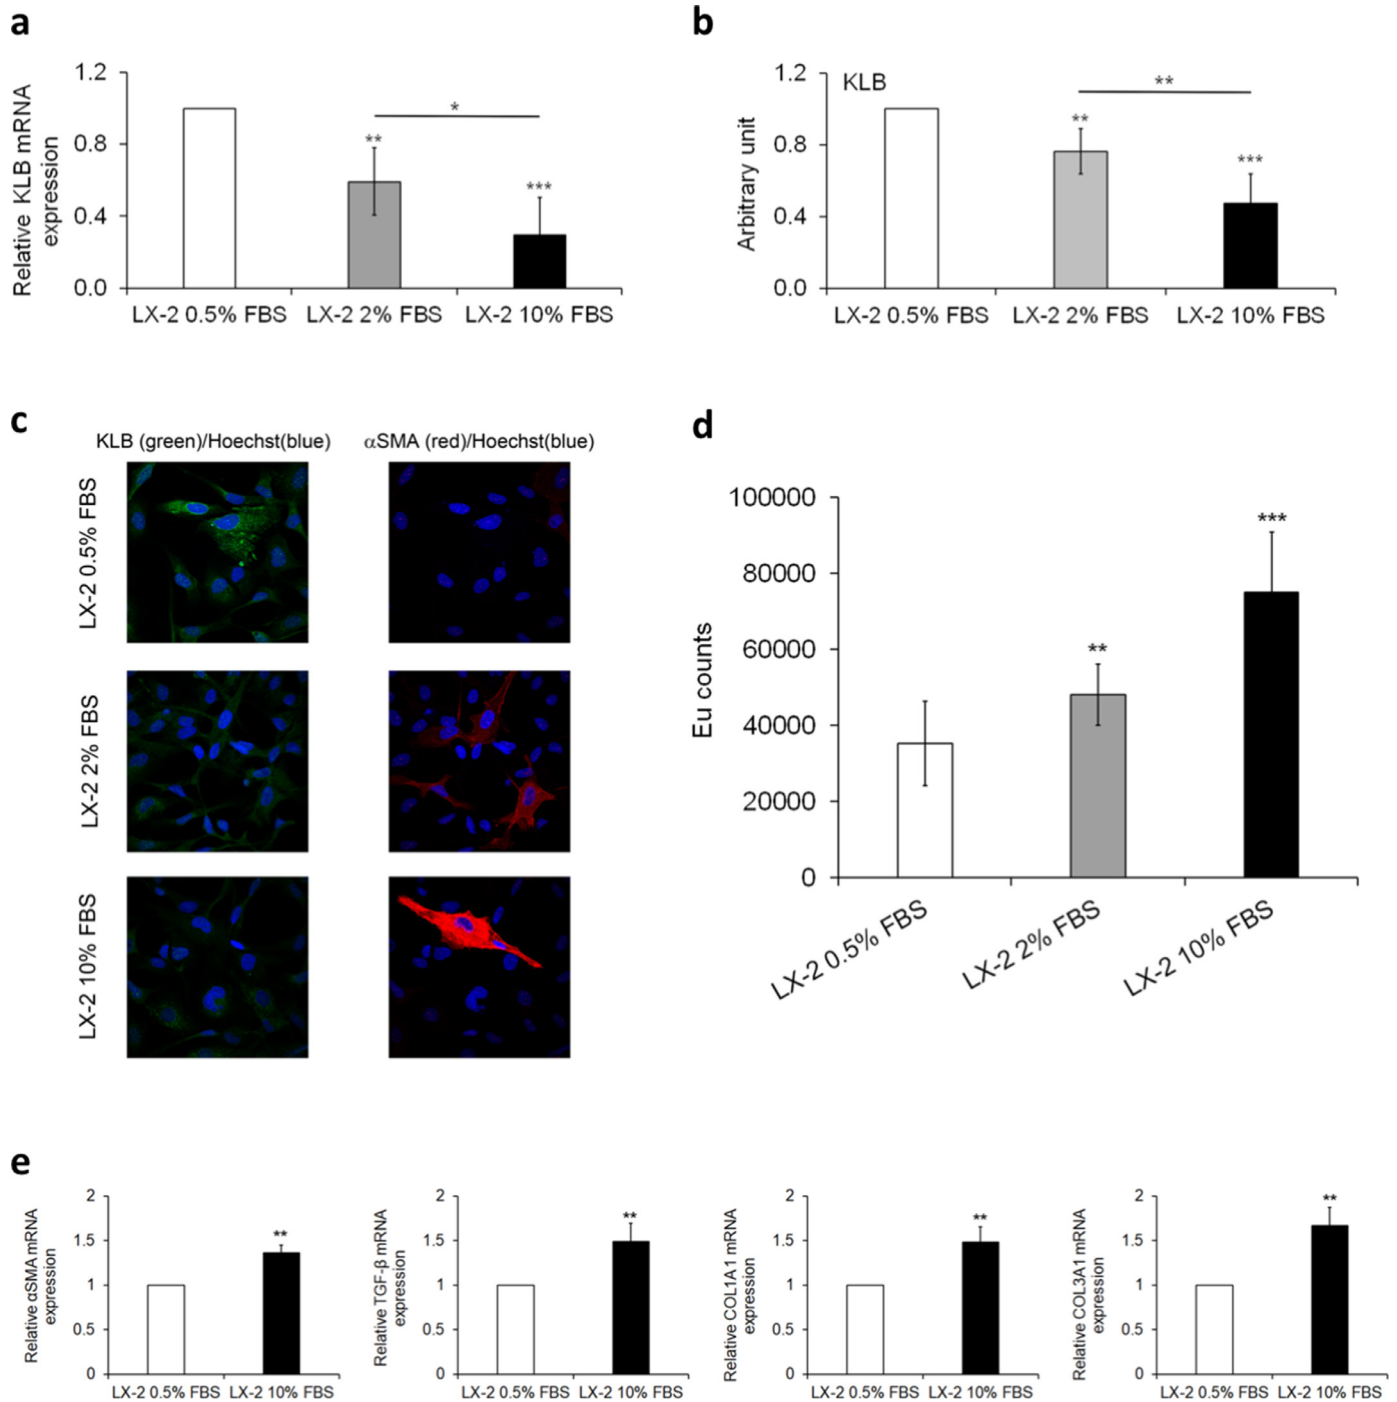 a
Relative KLB mRNA
expression
1.2
0.8
0.4
0.0
**
*
***
LX-2 0.5% FBS
LX-2 2% FBS
LX-2 10% FBS
b
Arbitrary unit
1.2
0.8
0.4
0.0
KLB
**
**
***
LX-2 0.5% FBS
LX-2 2% FBS
LX-2 10% FBS
c
KLB (green)/Hoechst(blue)
αSMA (red)/Hoechst(blue)
LX-2 0.5% FBS
LX-2 2% FBS
LX-2 10% FBS
d
Eu counts
100000
80000
60000
40000
20000
0
**
***
LX-2 0.5% FBS
LX-2 2% FBS
LX-2 10% FBS
e
Relative αSMA mRNA
expression
2
1.5
1
0.5
0
**
LX-2 0.5% FBS
LX-2 10% FBS
Relative TGF-β mRNA
expression
2
1.5
1
0.5
0
**
LX-2 0.5% FBS
LX-2 10% FBS
Relative COL1A1 mRNA
expression
2
1.5
1
0.5
0
**
LX-2 0.5% FBS
LX-2 10% FBS
Relative COL3A1 mRNA
expression
2
1.5
1
0.5
0
**
LX-2 0.5% FBS
LX-2 10% FBS